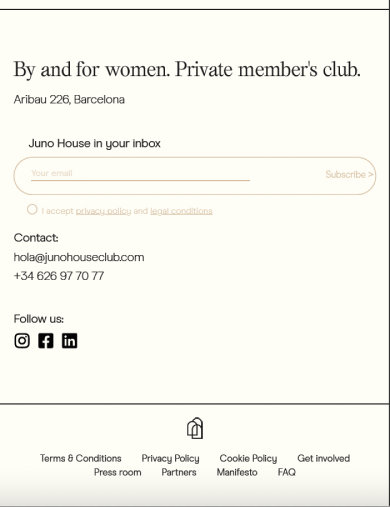 By and for women. Private member's club.
Aribau 226, Barcelona
Juno House in your inbox
Your email
Subscribe >
I accept privacy policy and legal conditions
Contact:
hola@junohouseclub.com
+34 626 97 70 77
Follow us:
Terms & Conditions Privacy Policy Cookie Policy Get involved
Press room Partners Manifesto FAQ